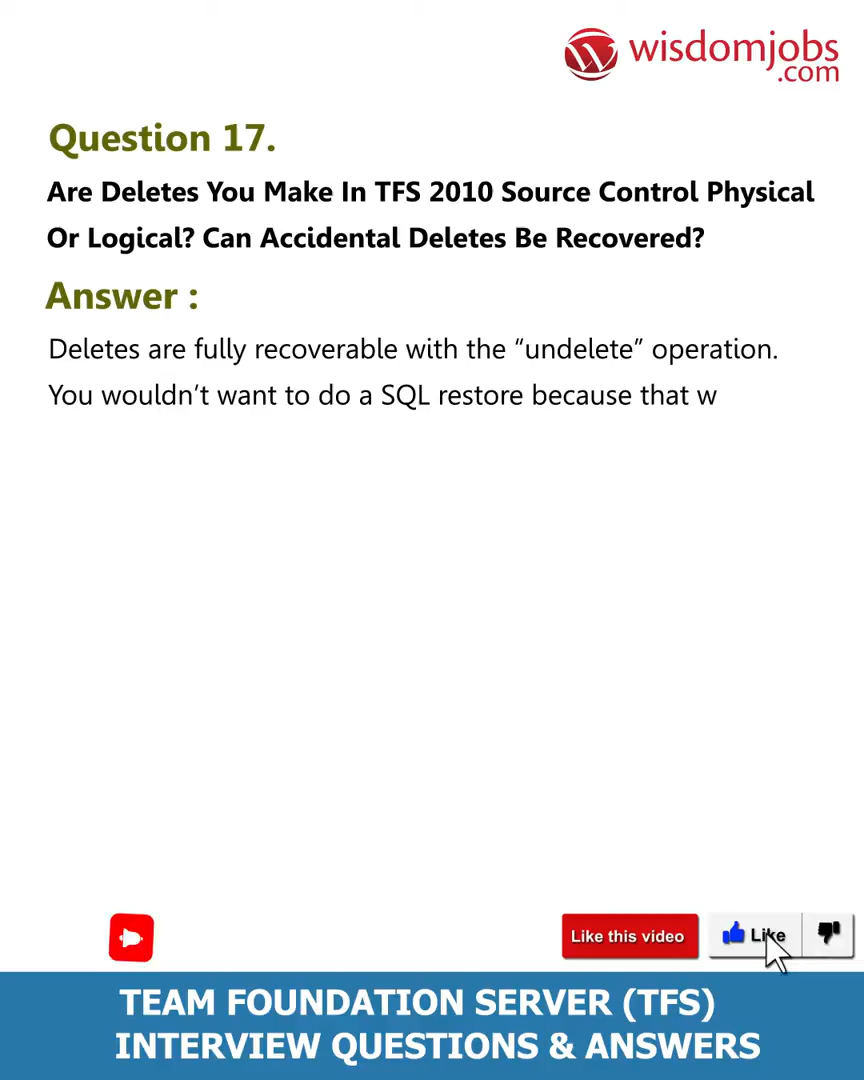 wisdomjobs
.com
Question 17.
Are Deletes You Make In TFS 2010 Source Control Physical
Or Logical? Can Accidental Deletes Be Recovered?
Answer :
Deletes are fully recoverable with the “undelete” operation.
You wouldn’t want to do a SQL restore because that w
Like this video
Like
TEAM FOUNDATION SERVER (TFS)
INTERVIEW QUESTIONS & ANSWERS